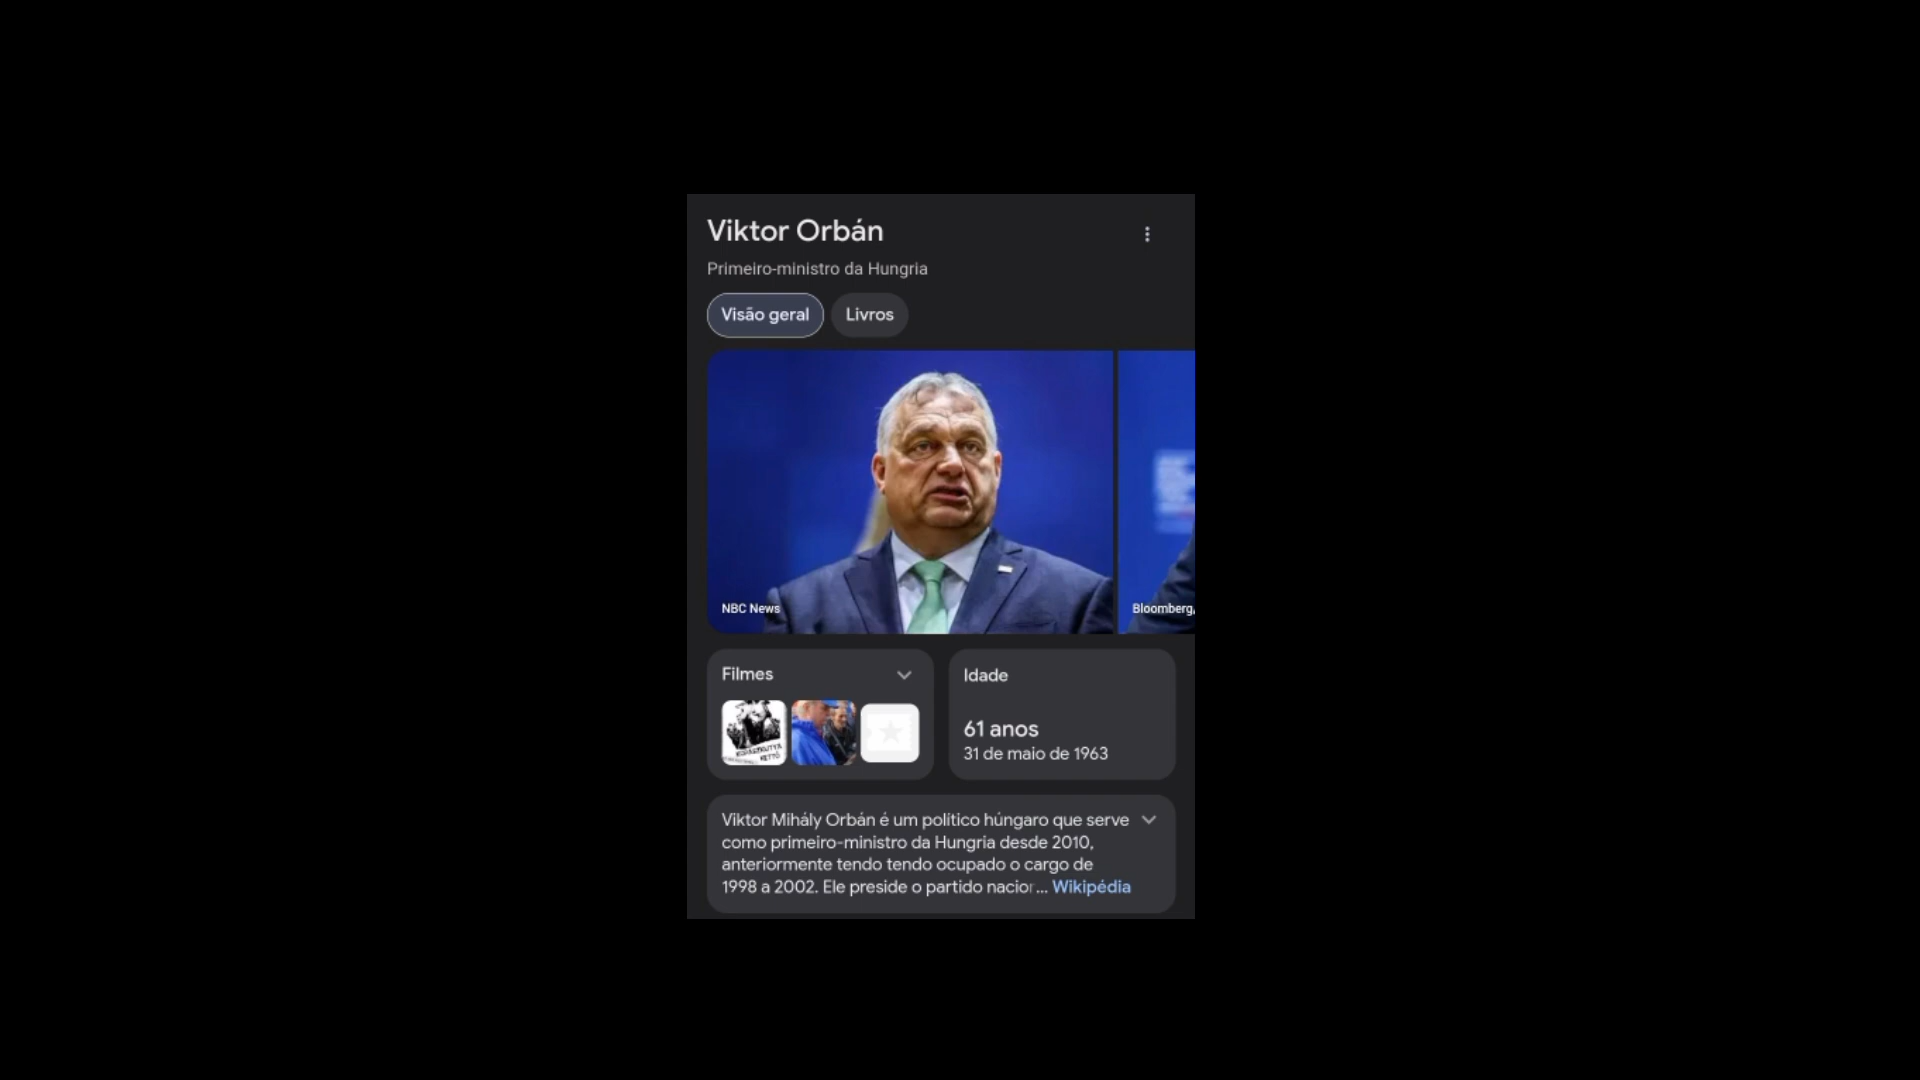 Viktor Orbán
Primeiro-ministro da Hungria
Visão geral
Livros
NBC News
Bloomberg
Filmes
Idade
61 anos
31 de maio de 1963
Viktor Mihály Orbán é um político húngaro que serve
como primeiro-ministro da Hungria desde 2010,
anteriormente tendo tendo ocupado o cargo de
1998 a 2002. Ele preside o partido nacior... Wikipédia